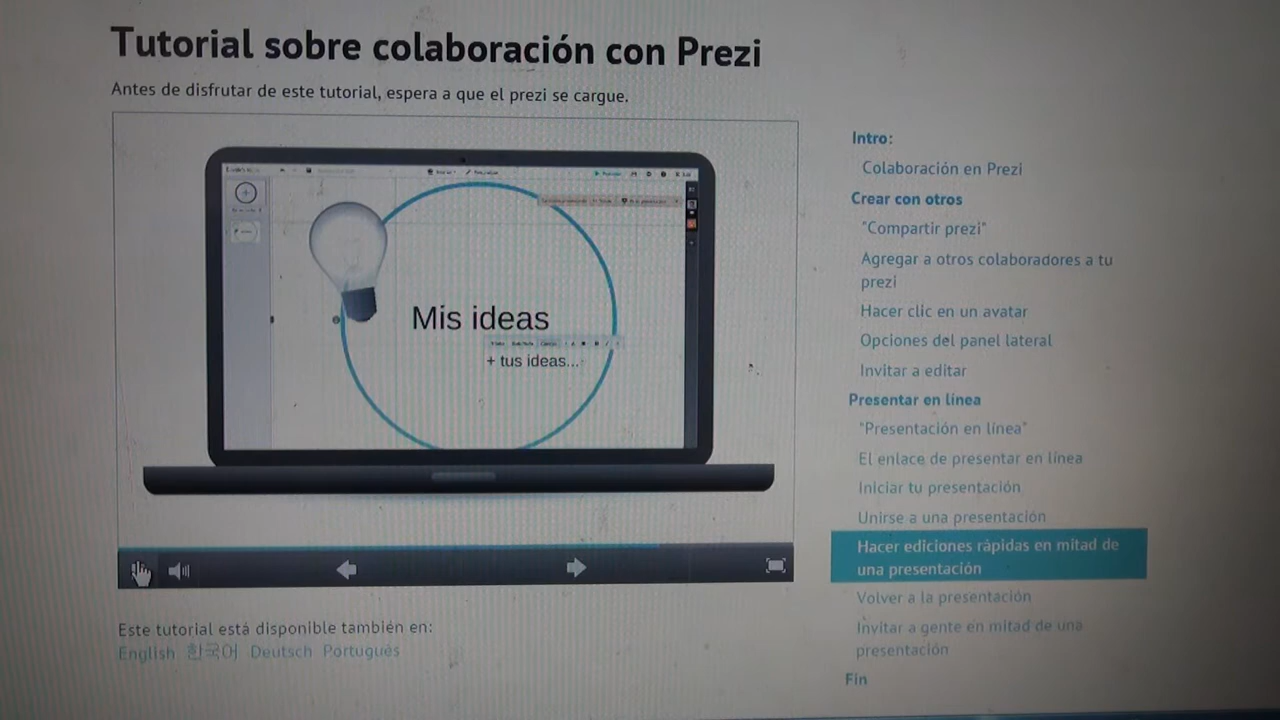 Tutorial sobre colaboración con Prezi
Antes de disfrutar de este tutorial, espera a que el prezi se cargue.
Mis ideas
+ tus ideas...
Intro:
Colaboración en Prezi
Crear con otros
"Compartir prezi"
Agregar a otros colaboradores a tu
prezi
Hacer clic en un avatar
Opciones del panel lateral
Invitar a editar
Presentar en línea
"Presentación en línea"
El enlace de presentar en línea
Iniciar tu presentación
Unirse a una presentación
Hacer ediciones rápidas en mitad de
una presentación
Volver a la presentación
Invitar a gente en mitad de una
presentación
Fin
Este tutorial está disponible también en:
English 한국어 Deutsch Português